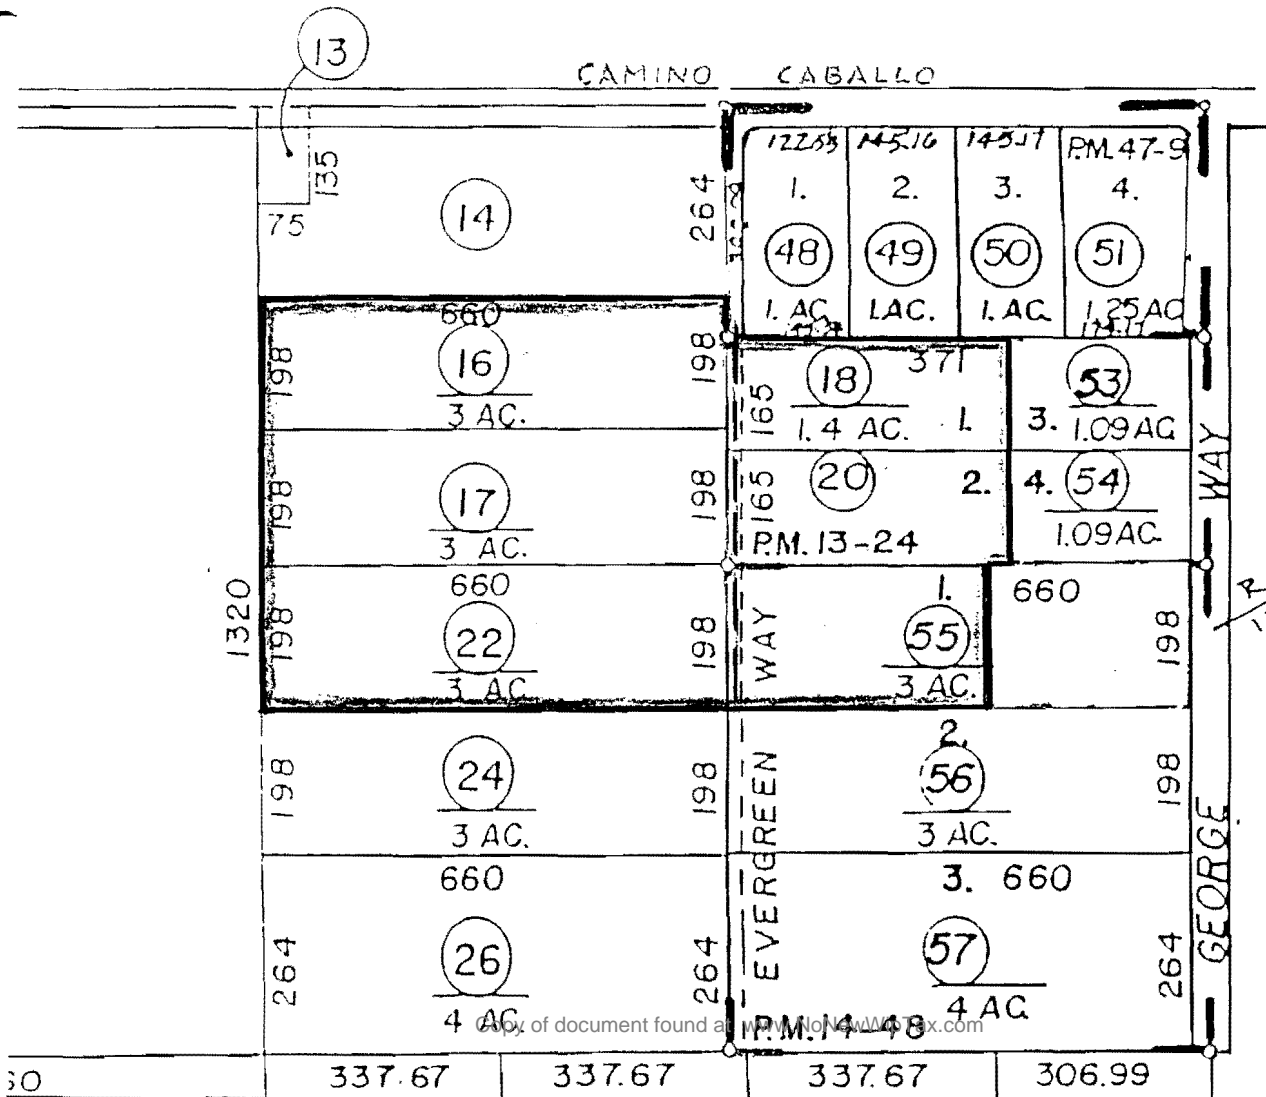 13
CAMINO CABALLO
135
75
14
264
145.16
P.M. 47-9
1.
2.
3.
4.
48
49
50
51
1. AC.
1. AC.
1. AC.
1.25 AC
660
16
3 AC.
198
198
371
18
1.4 AC.
1.
165
53
3.
1.09 AC
17
3 AC.
198
198
20
2.
165
P.M. 13-24
54
4.
1.09 AC
1320
660
22
3 AC
198
198
1.
55
3 AC.
660
198
WAY
WAY
24
3 AC.
198
198
2.
56
3 AC.
198
EVERGREEN
GEORGE
660
26
4 AC.
264
264
3. 660
57
4 AC
264
P.M. 14-48
Copy of document found at www.NoNewWipTax.com
337.67
337.67
337.67
306.99